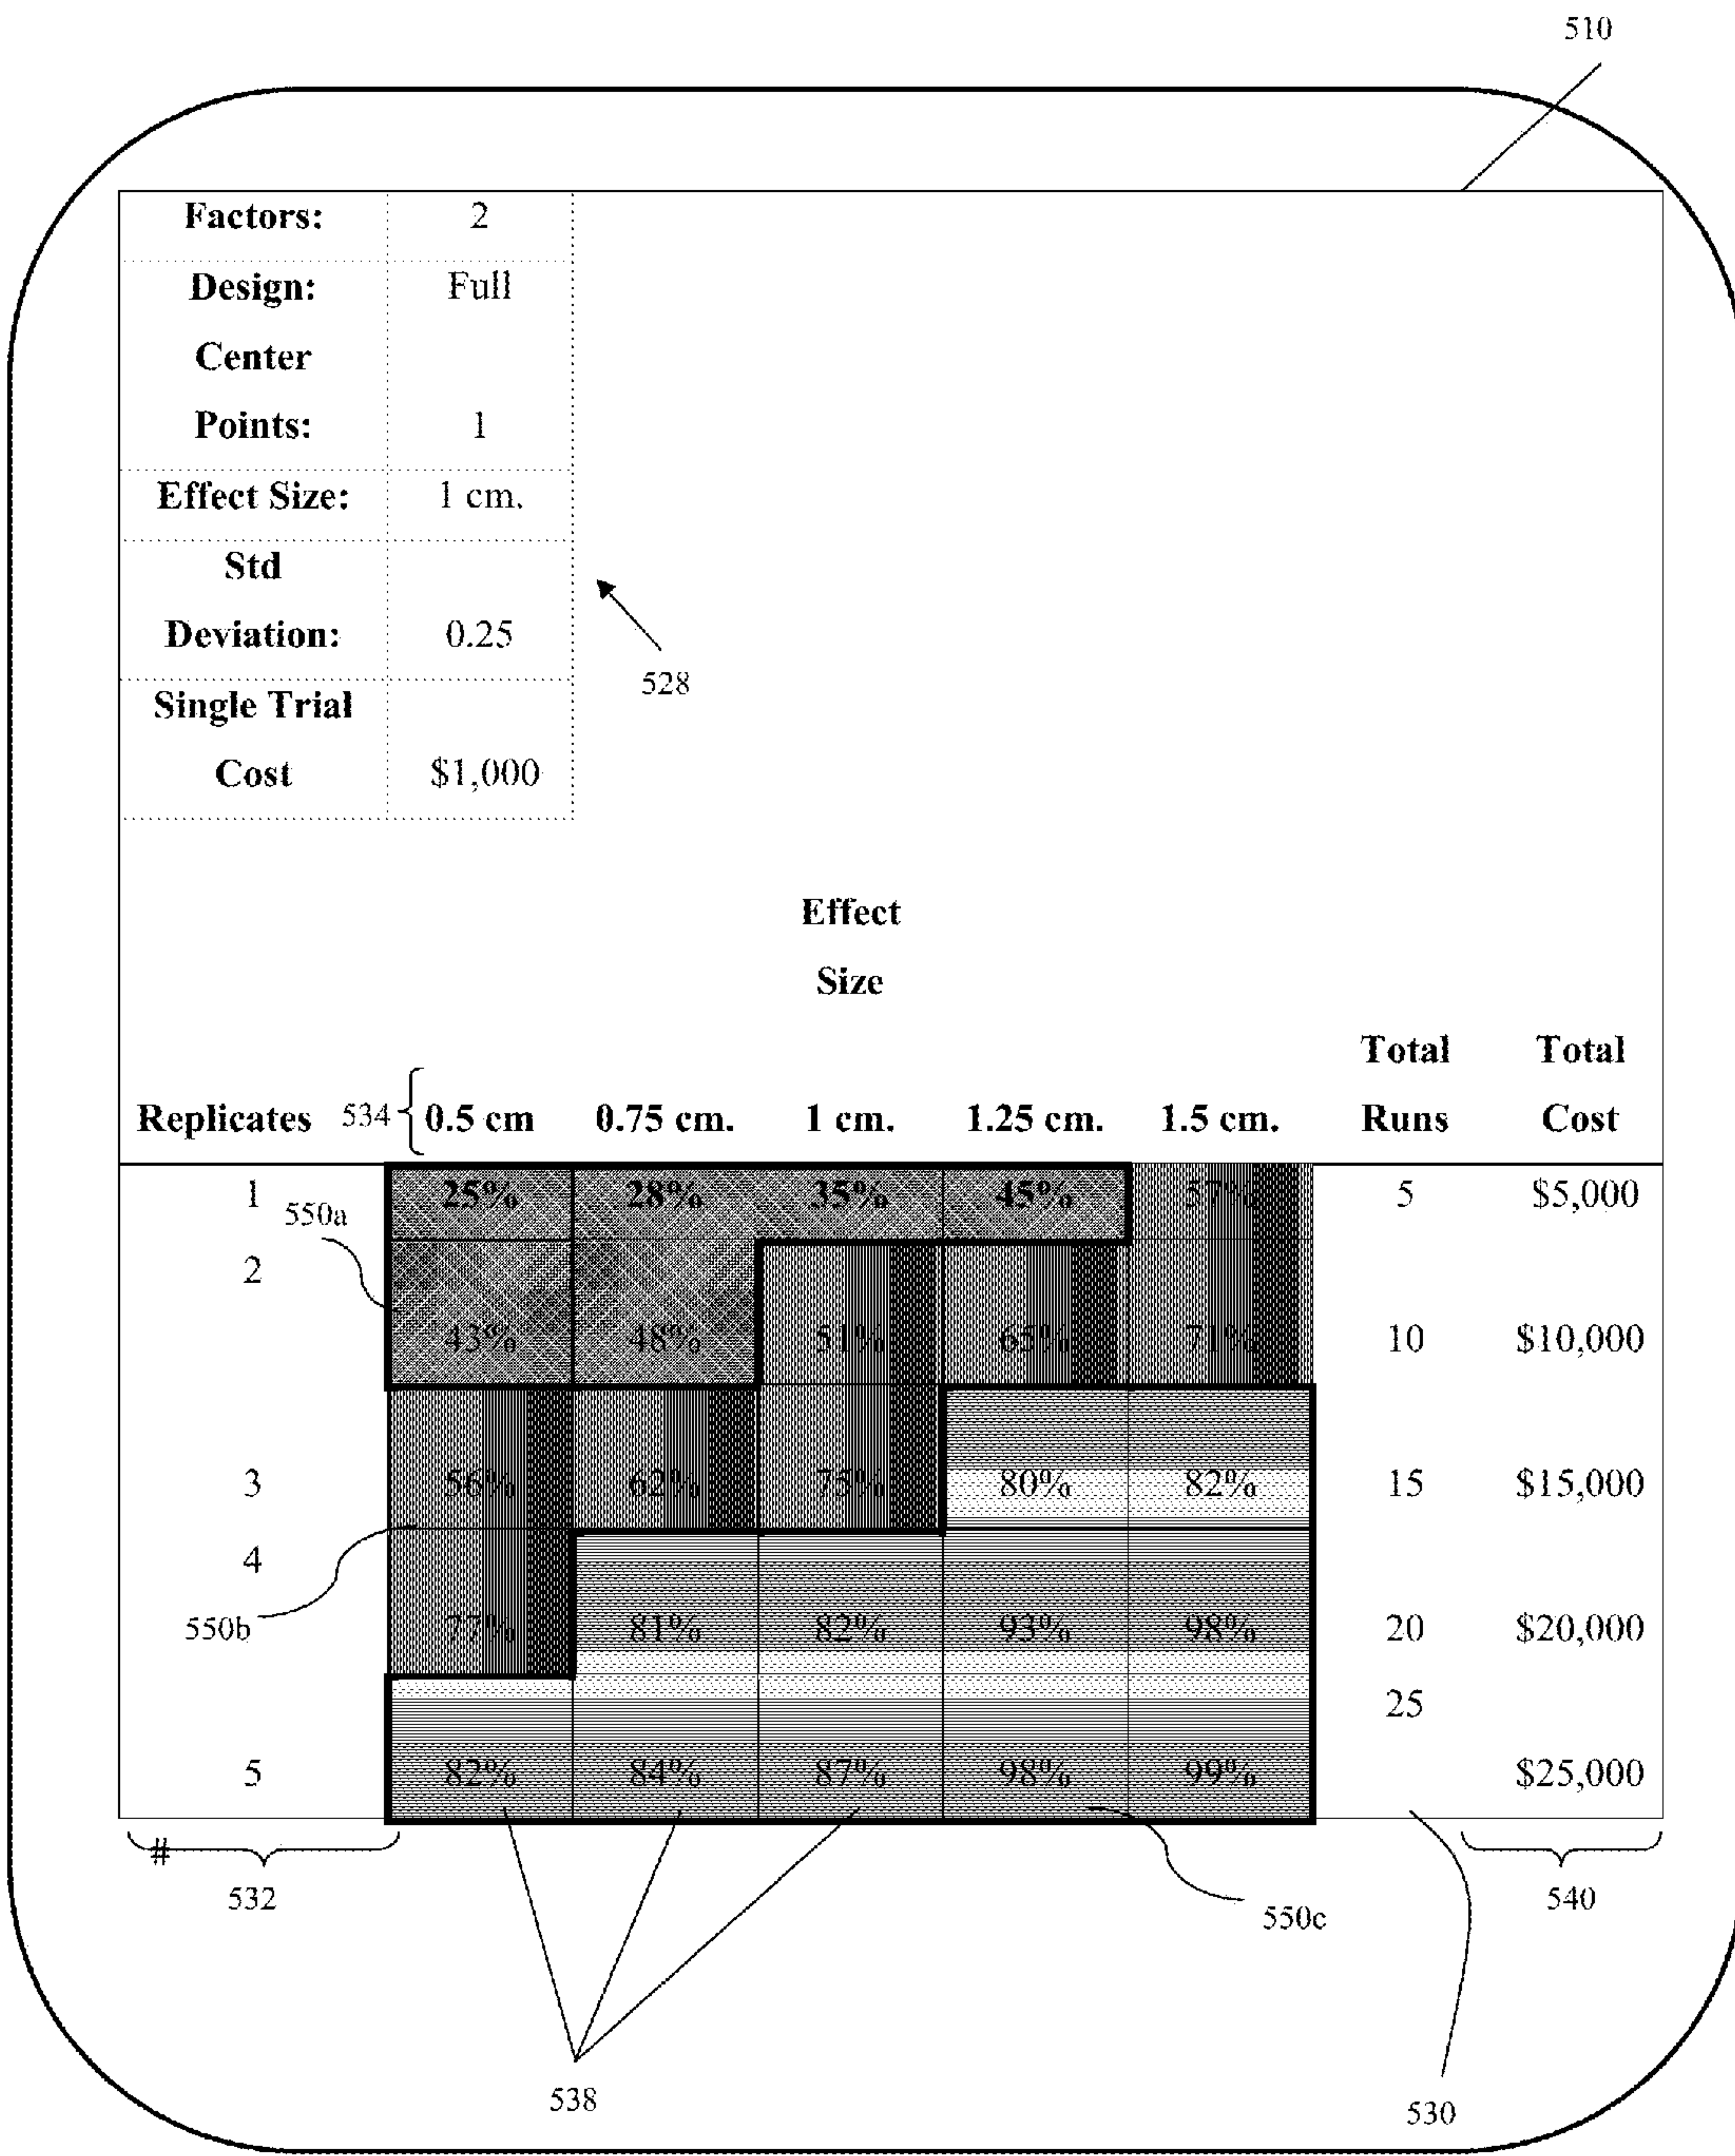 510
Factors: 2
Design: Full
Center
Points: 1
Effect Size: 1 cm.
Std
Deviation: 0.25
528
Single Trial
Cost $1,000
Effect
Size
Total Total
Replicates 534 0.5 cm 0.75 cm. 1 cm. 1.25 cm. 1.5 cm. Runs Cost
1 25% 28% 35% 45% 57% 5 $5,000
550a
2
43% 48% 51% 65% 71% 10 $10,000
3 56% 62% 75% 80% 82% 15 $15,000
4
550b 77% 81% 82% 93% 98% 20 $20,000
25
5 82% 84% 87% 98% 99% $25,000
#
532 550c 540
538 530